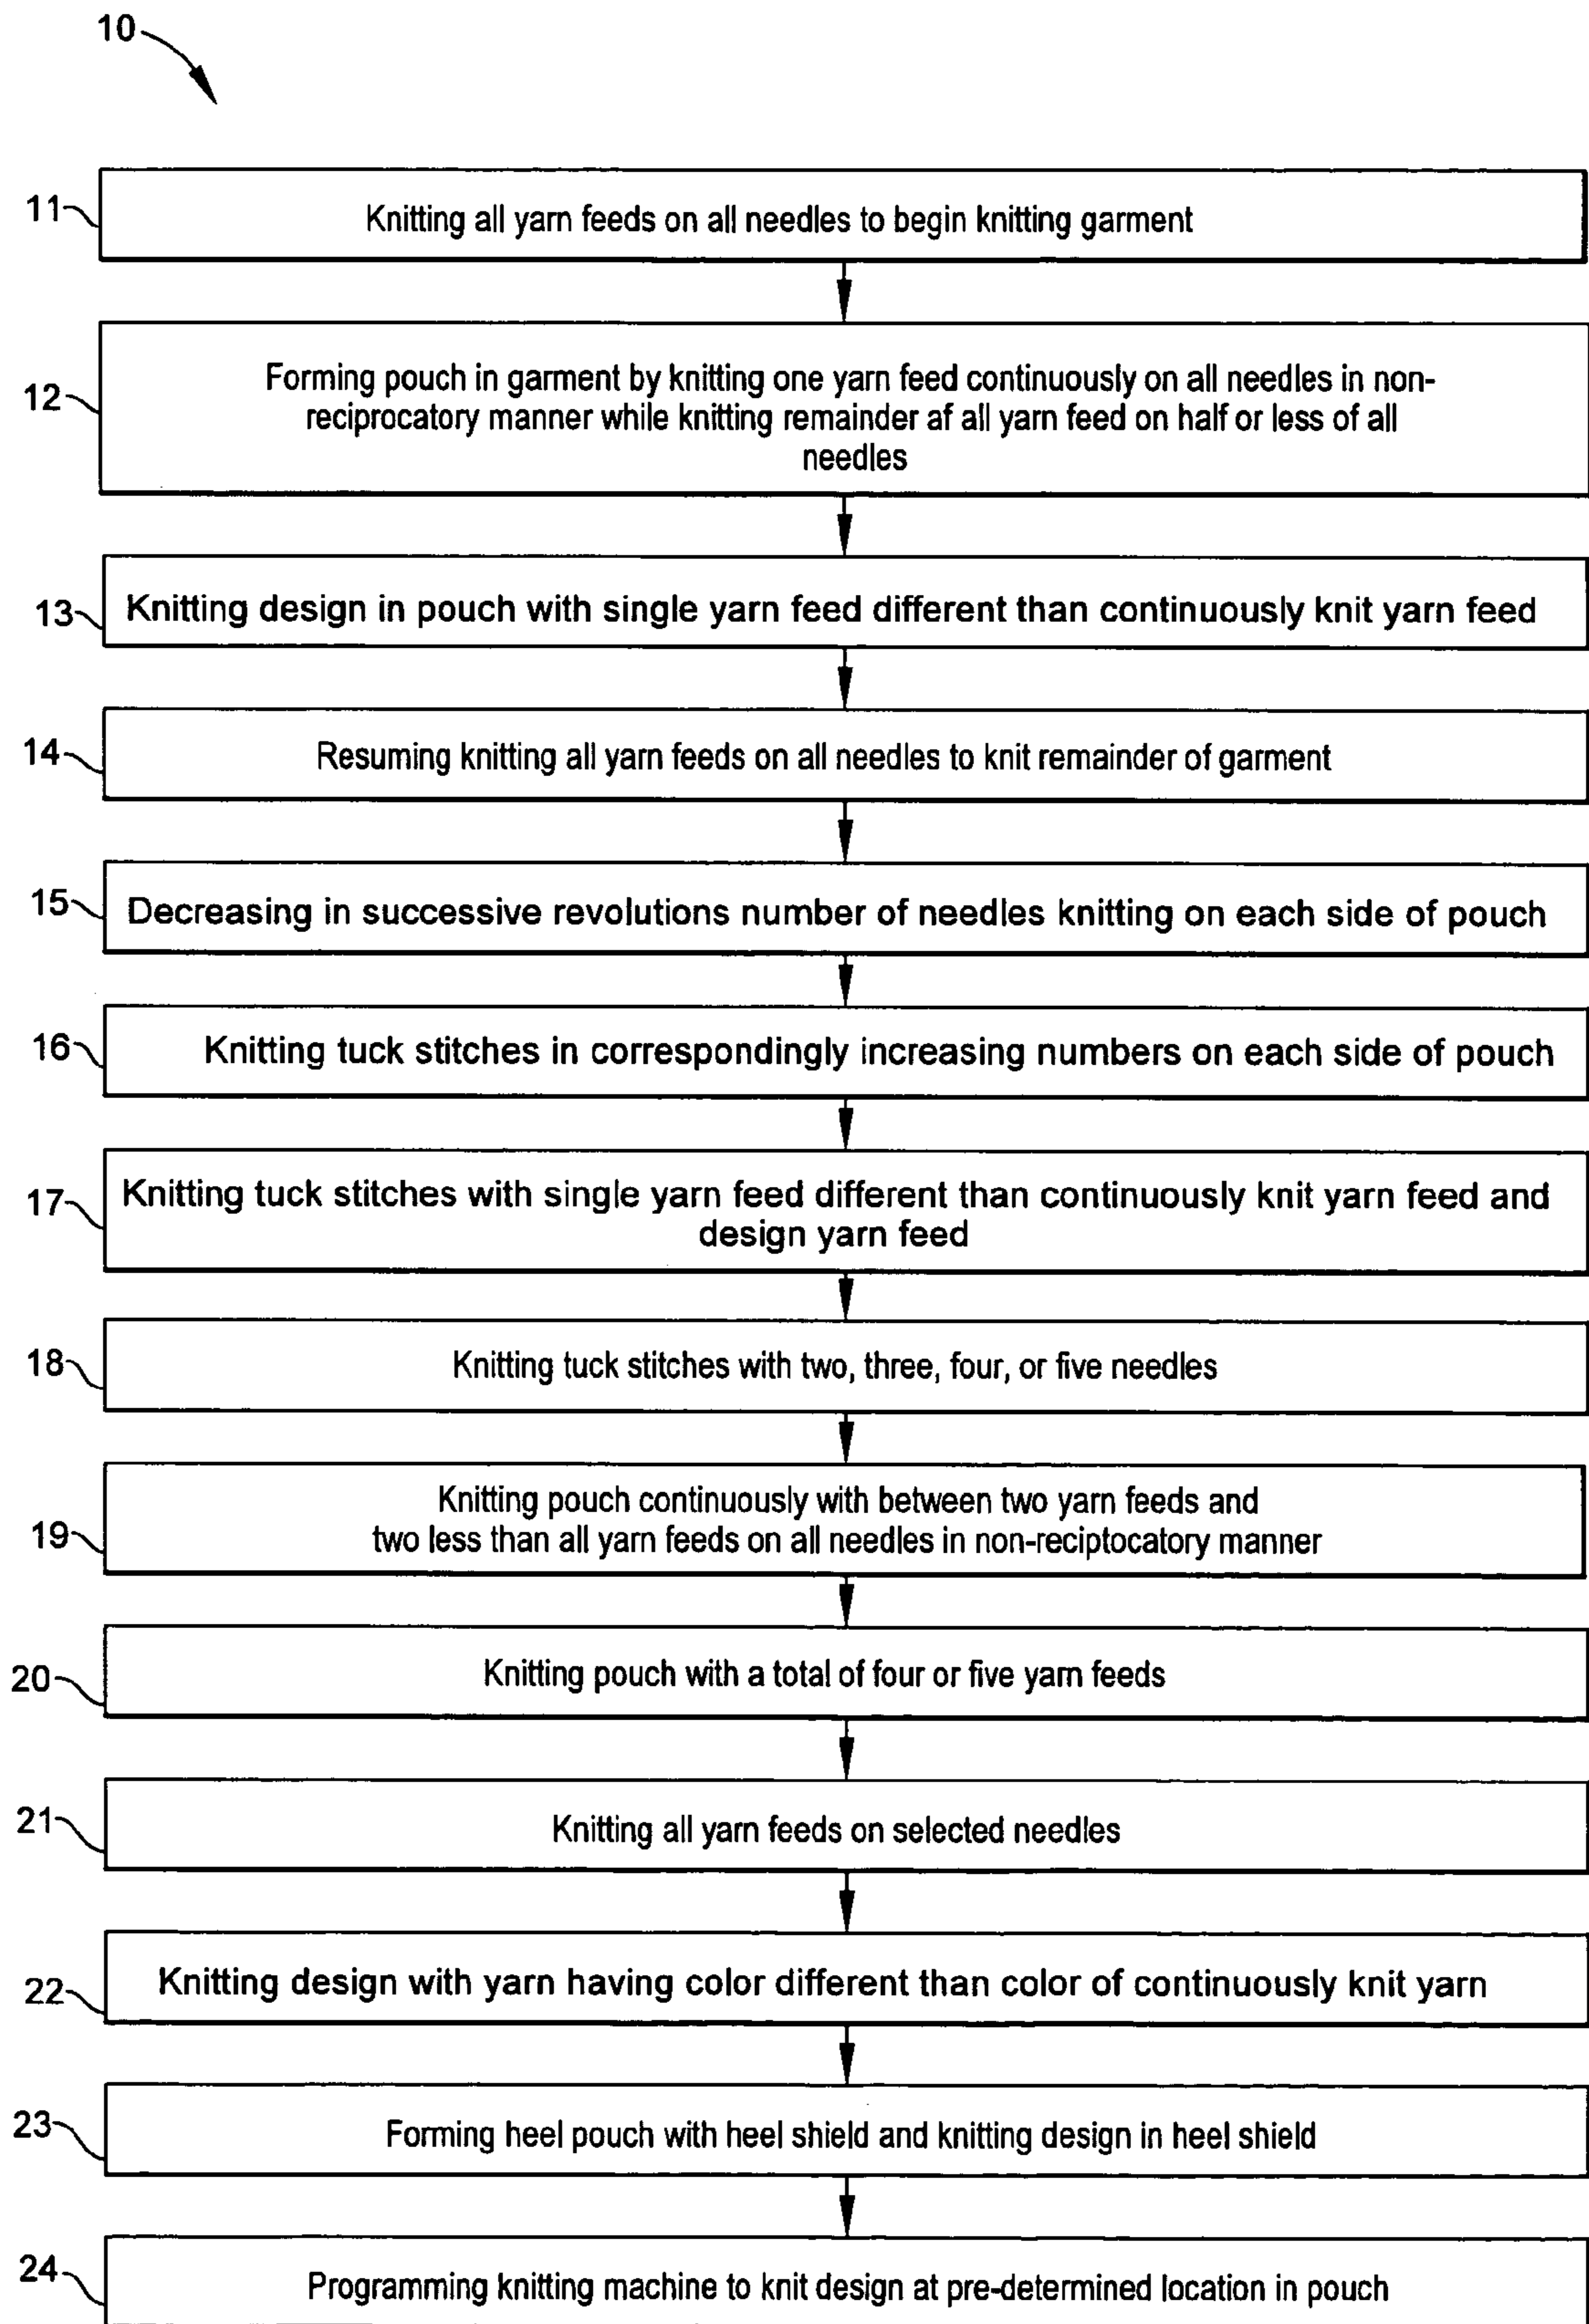 10
11
Knitting all yarn feeds on all needles to begin knitting garment
12
Forming pouch in garment by knitting one yarn feed continuously on all needles in non-
reciprocatory manner while knitting remainder af all yarn feed on half or less of all
needles
13
Knitting design in pouch with single yarn feed different than continuously knit yarn feed
14
Resuming knitting all yarn feeds on all needles to knit remainder of garment
15
Decreasing in successive revolutions number of needles knitting on each side of pouch
16
Knitting tuck stitches in correspondingly increasing numbers on each side of pouch
17
Knitting tuck stitches with single yarn feed different than continuously knit yarn feed and
design yarn feed
18
Knitting tuck stitches with two, three, four, or five needles
19
Knitting pouch continuously with between two yarn feeds and
two less than all yarn feeds on all needles in non-reciptocatory manner
20
Knitting pouch with a total of four or five yarn feeds
21
Knitting all yarn feeds on selected needles
22
Knitting design with yarn having color different than color of continuously knit yarn
23
Forming heel pouch with heel shield and knitting design in heel shield
24
Programming knitting machine to knit design at pre-determined location in pouch